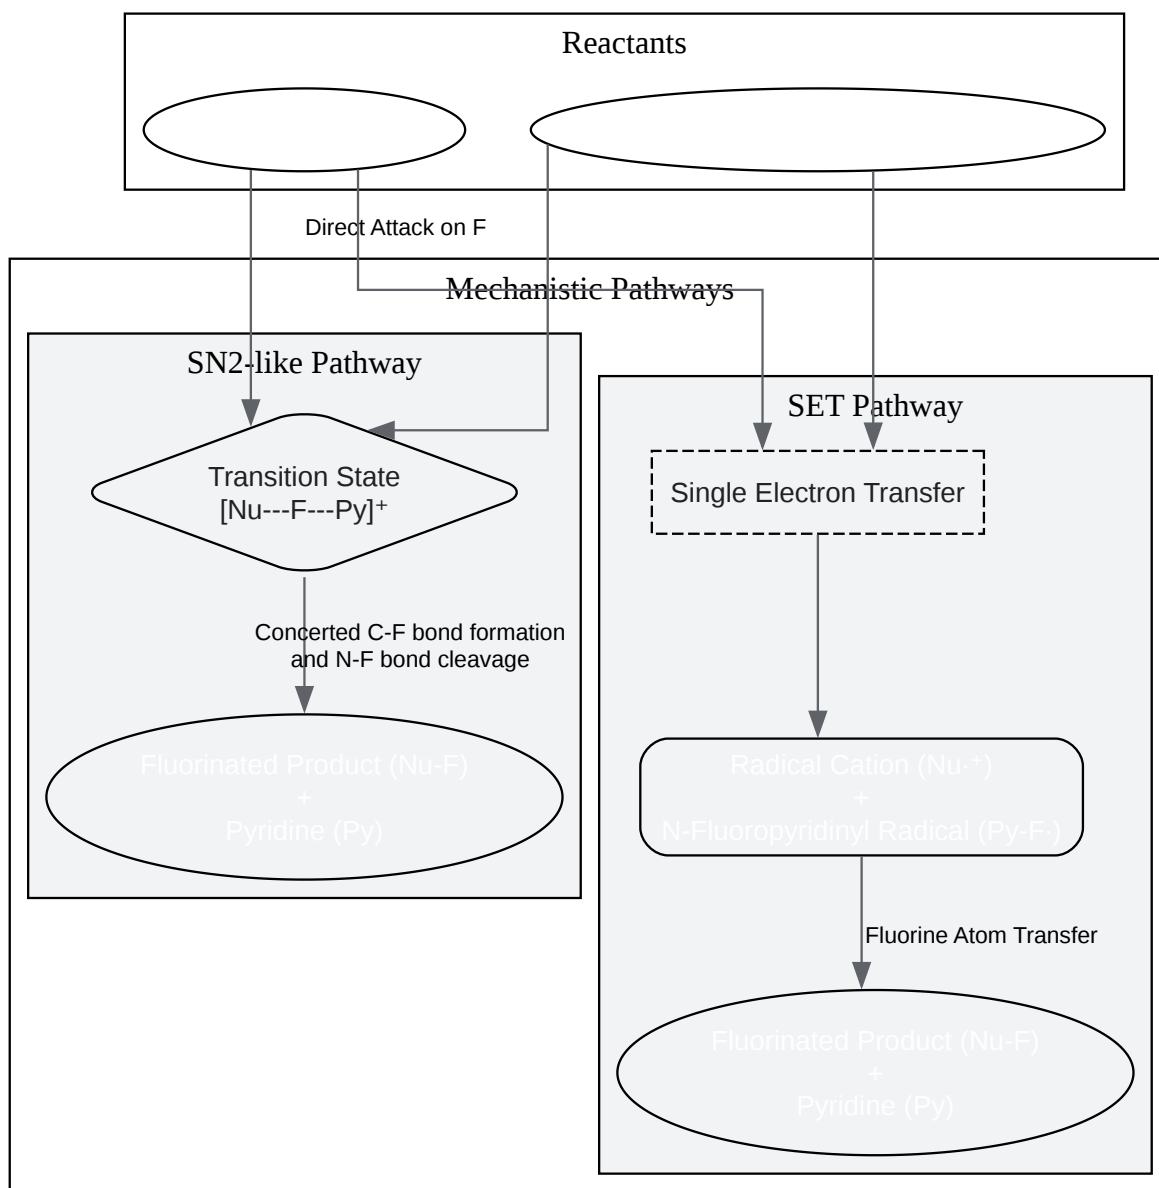 Reactants
Direct Attack on F
Mechanistic Pathways
SN2-like Pathway
SET Pathway
Transition State
[Nu---F---Py]⁺
Single Electron Transfer
Concerted C-F bond formation
and N-F bond cleavage
Fluorinated Product (Nu-F)
+
Pyridine (Py)
Radical Cation (Nu·⁺)
+
N-Fluoropyridinyl Radical (Py-F·)
Fluorine Atom Transfer
Fluorinated Product (Nu-F)
+
Pyridine (Py)